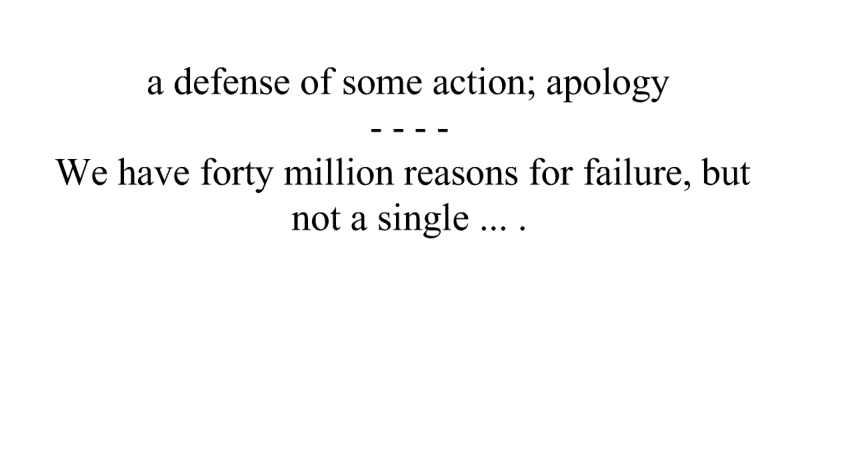 a defense of some action; apology
- - - -
We have forty million reasons for failure, but
not a single ... .